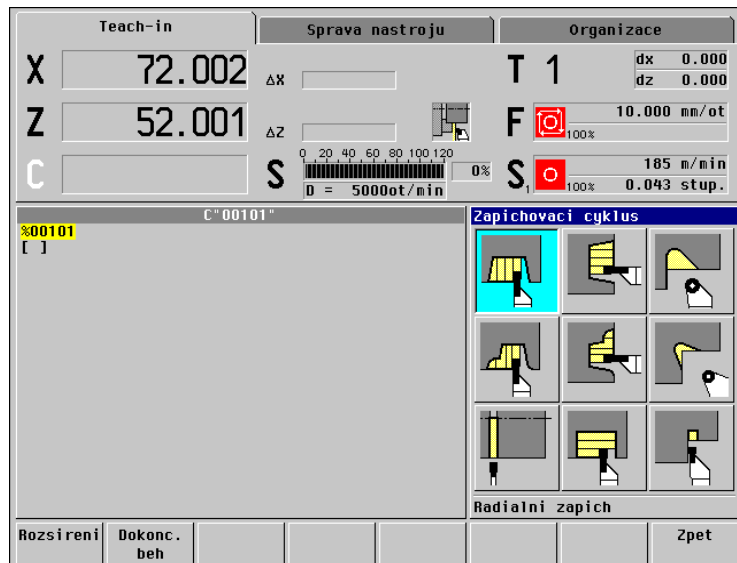 Teach-in
Sprava nastroju
Organizace
X 72.002 ΔX
T 1
dx 0.000
dz 0.000
Z 52.001 ΔZ
F 100% 10.000 mm/ot
C
S 0 20 40 60 80 100 120 0%
D = 5000ot/min
S1 100% 185 m/min
0.043 stup.
C"00101"
%00101
[ ]
Zapichovaci cyklus
Radialni zapich
Rozsireni
Dokonc.
beh
Zpet